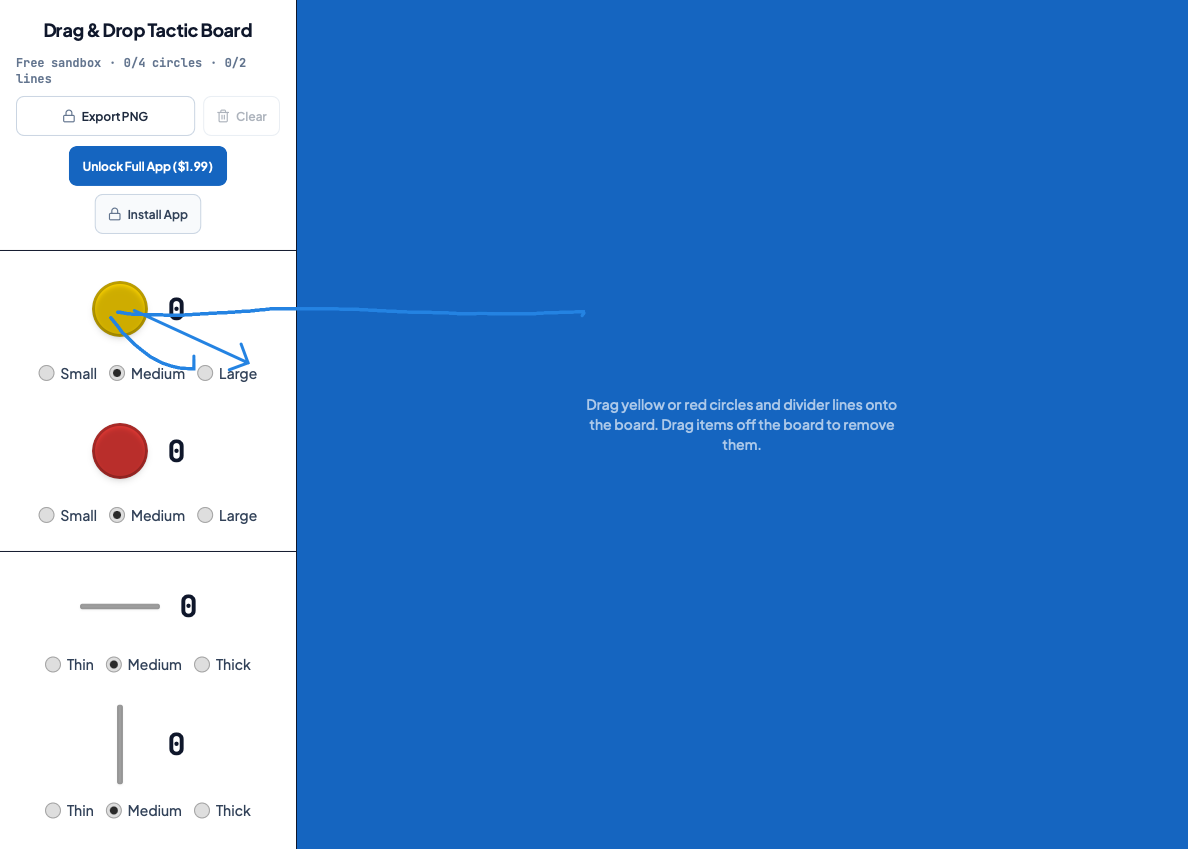 Drag & Drop Tactic Board
Free sandbox · 0/4 circles · 0/2
lines
Export PNG
Clear
Unlock Full App ($1.99)
Install App
0
Small
Medium
Large
0
Small
Medium
Large
0
Thin
Medium
Thick
0
Thin
Medium
Thick
Drag yellow or red circles and divider lines onto
the board. Drag items off the board to remove
them.